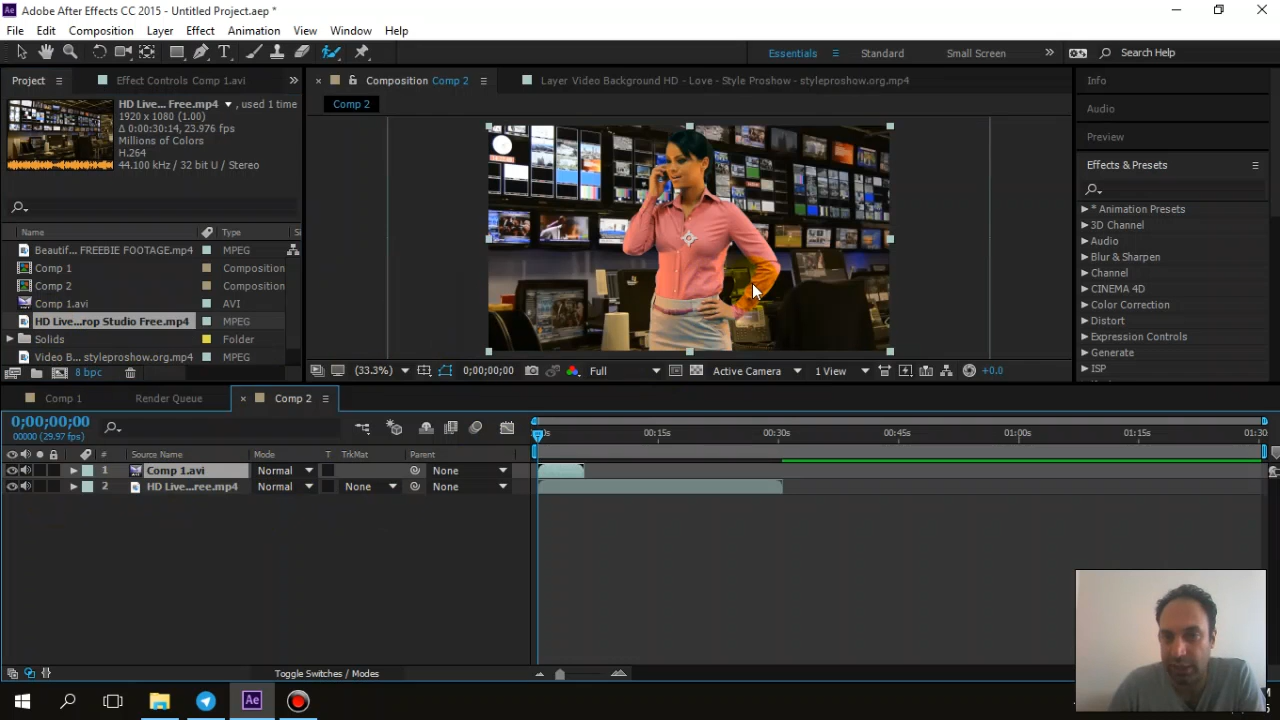 Ae Adobe After Effects CC 2015 - Untitled Project.aep *
File Edit Composition Layer Effect Animation View Window Help
Essentials Standard Small Screen Search Help
Project Effect Controls Comp 1.avi
Composition Comp 2
Layer Video Background HD - Love - Style Proshow - styleproshow.org.mp4
Info
HD Live... Free.mp4 ▼, used 1 time
1920 x 1080 (1.00)
Δ 0:00:30:14, 23.976 fps
Millions of Colors
H.264
44.100 kHz / 32 bit U / Stereo
Comp 2
Audio
Preview
Effects & Presets
* Animation Presets
3D Channel
Audio
Blur & Sharpen
Channel
CINEMA 4D
Color Correction
Distort
Expression Controls
Generate
ISP
Keying
Name Type Si
Beautif... FREEBIE FOOTAGE.mp4 MPEG
Comp 1 Composition
Comp 2 Composition
Comp 1.avi AVI
HD Live...rop Studio Free.mp4 MPEG
Solids Folder
Video B... styleproshow.org.mp4 MPEG
8 bpc
(33.3%) 0;00;00;00 Full Active Camera 1 View +0.0
Comp 1 Render Queue Comp 2
0;00;00;00
00000 (29.97 fps)
00:15s 00:30s 00:45s 01:00s 01:15s 01:30
# Source Name Mode T TrkMat Parent
1 Comp 1.avi Normal None
2 HD Live...ree.mp4 Normal None None
Toggle Switches / Modes
Ae